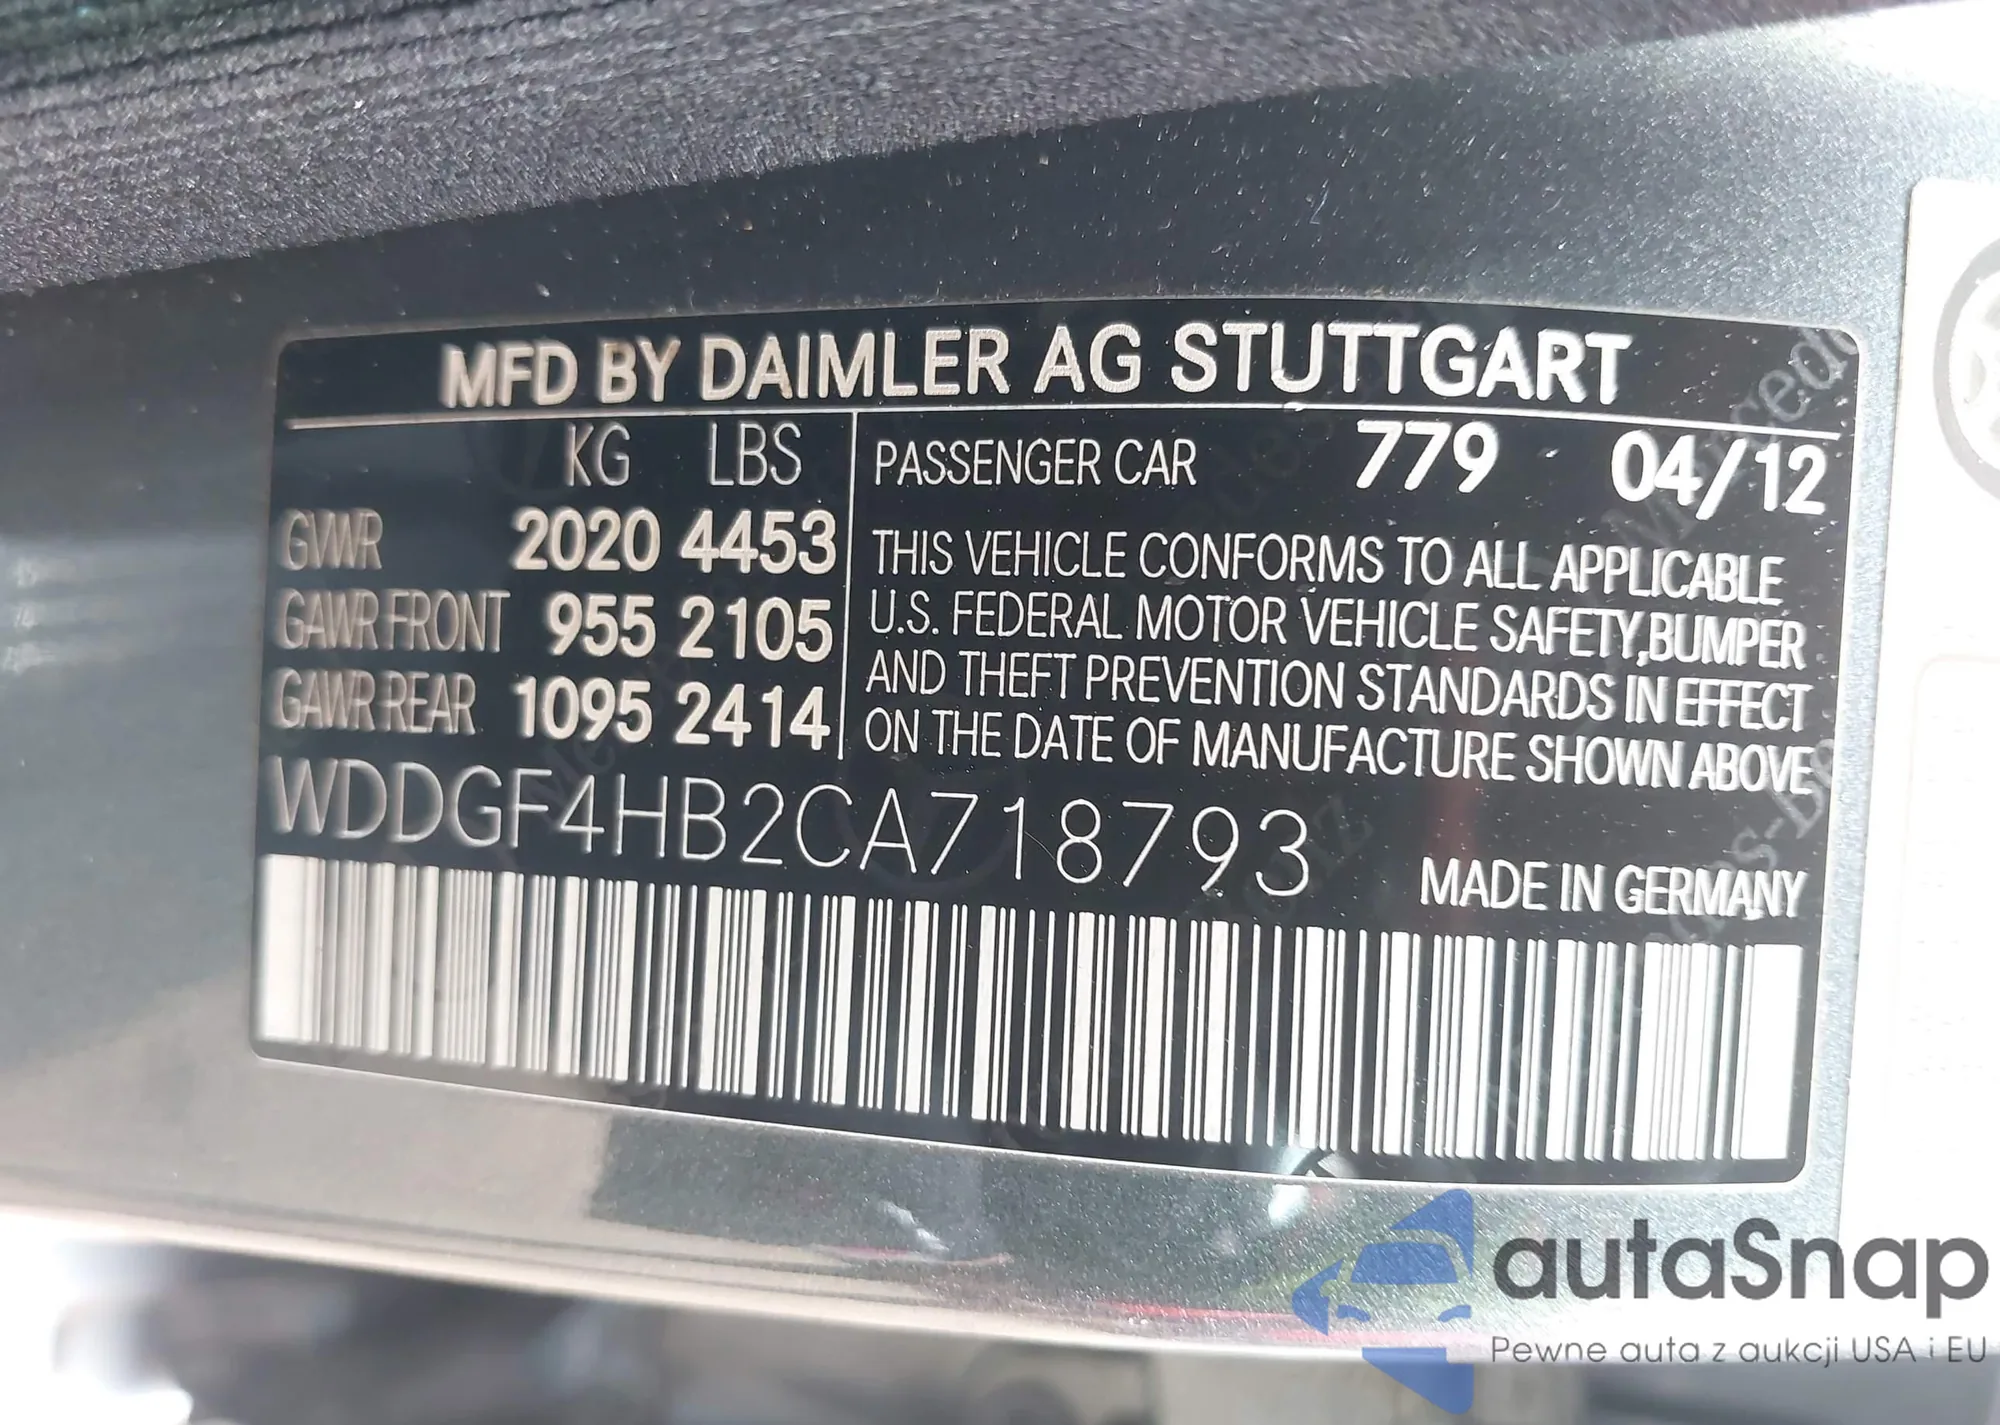 MFD BY DAIMLER AG STUTTGART
KG LBS
GVWR 2020 4453
GAWR FRONT 955 2105
GAWR REAR 1095 2414
PASSENGER CAR 779 04/12
THIS VEHICLE CONFORMS TO ALL APPLICABLE
U.S. FEDERAL MOTOR VEHICLE SAFETY,BUMPER
AND THEFT PREVENTION STANDARDS IN EFFECT
ON THE DATE OF MANUFACTURE SHOWN ABOVE
WDDGF4HB2CA718793
MADE IN GERMANY
autaSnap
Pewne auta z aukcji USA i EU